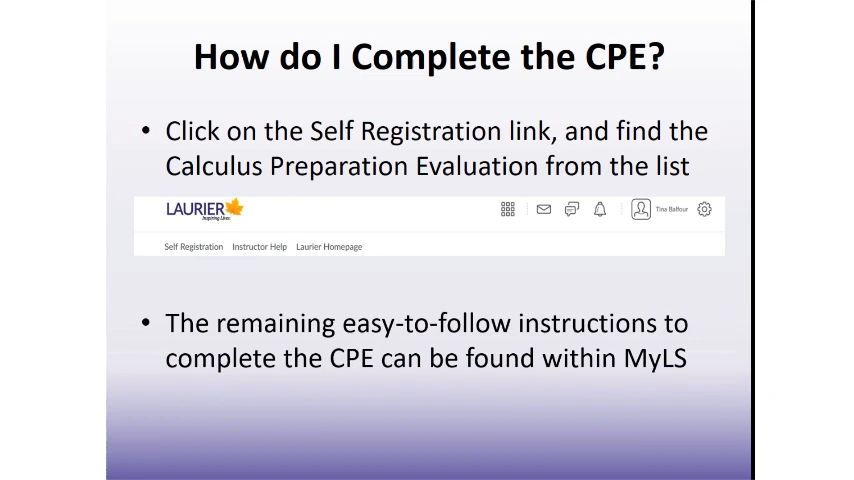 How do I Complete the CPE?
• Click on the Self Registration link, and find the
Calculus Preparation Evaluation from the list
LAURIER
Inspiring Lives
Tina Balfour
Self Registration Instructor Help Laurier Homepage
• The remaining easy-to-follow instructions to
complete the CPE can be found within MyLS